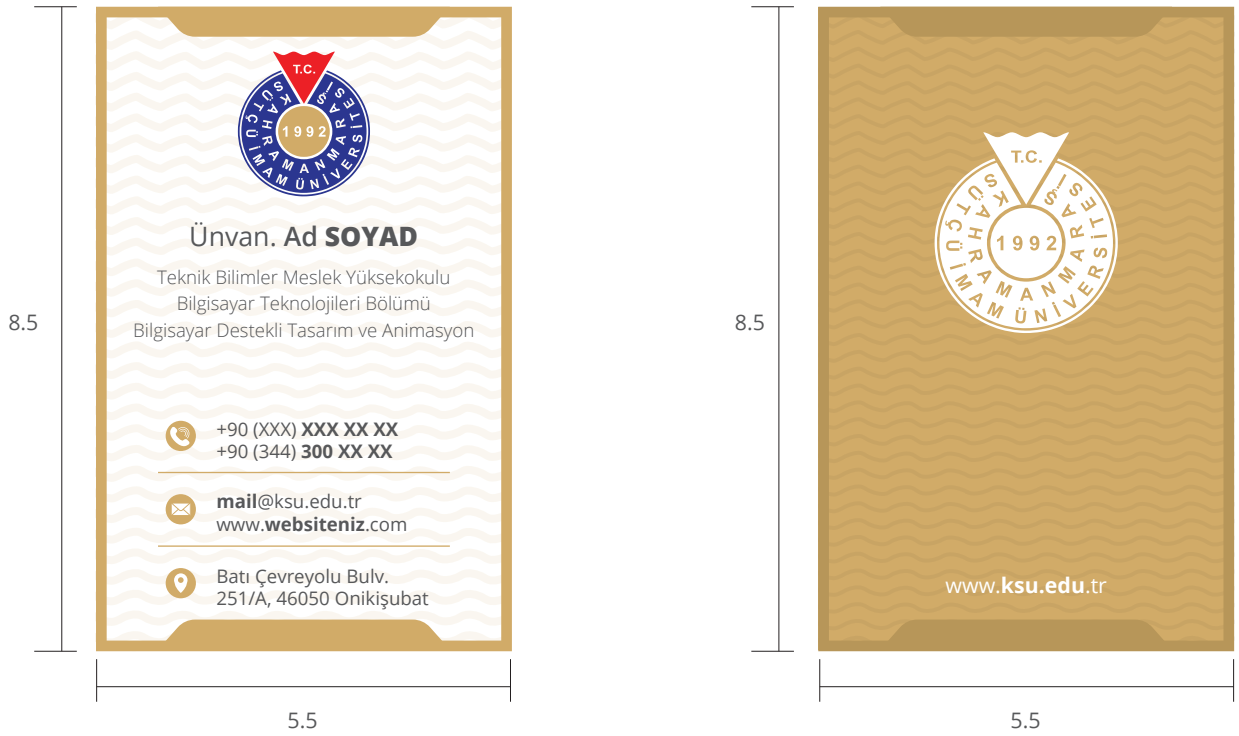 T.C.
KAHRAMANMARAŞ
SÜTÇÜ İMAM ÜNİVERSİTESİ
1992
Ünvan. Ad SOYAD
Teknik Bilimler Meslek Yüksekokulu
Bilgisayar Teknolojileri Bölümü
Bilgisayar Destekli Tasarım ve Animasyon
+90 (XXX) XXX XX XX
+90 (344) 300 XX XX
mail@ksu.edu.tr
www.websiteniz.com
Batı Çevreyolu Bulv.
251/A, 46050 Onikişubat
8.5
5.5
T.C.
KAHRAMANMARAŞ
SÜTÇÜ İMAM ÜNİVERSİTESİ
1992
www.ksu.edu.tr
8.5
5.5